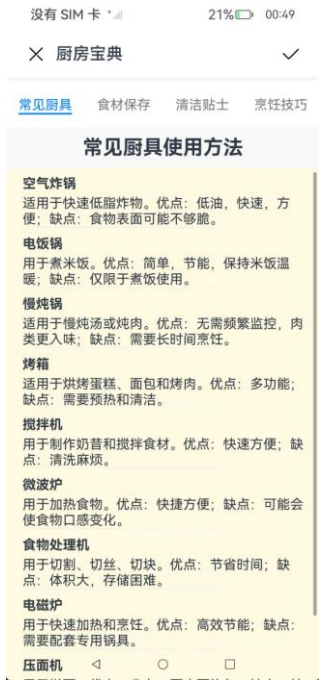 没有 SIM 卡
21%
00:49
厨房宝典
常见厨具 食材保存 清洁贴士 烹饪技巧
常见厨具使用方法
空气炸锅
适用于快速低脂炸物。优点：低油，快速，方
便；缺点：食物表面可能不够脆。
电饭锅
用于煮米饭。优点：简单，节能，保持米饭温
暖；缺点：仅限于煮饭使用。
慢炖锅
适用于慢炖汤或炖肉。优点：无需频繁监控，肉
类更入味；缺点：需要长时间烹饪。
烤箱
适用于烘烤蛋糕、面包和烤肉。优点：多功能；
缺点：需要预热和清洁。
搅拌机
用于制作奶昔和搅拌食材。优点：快速方便；缺
点：清洗麻烦。
微波炉
用于加热食物。优点：快捷方便；缺点：可能会
使食物口感变化。
食物处理机
用于切割、切丝、切块。优点：节省时间；缺
点：体积大，存储困难。
电磁炉
用于快速加热和烹饪。优点：高效节能；缺点：
需要配套专用锅具。
压面机